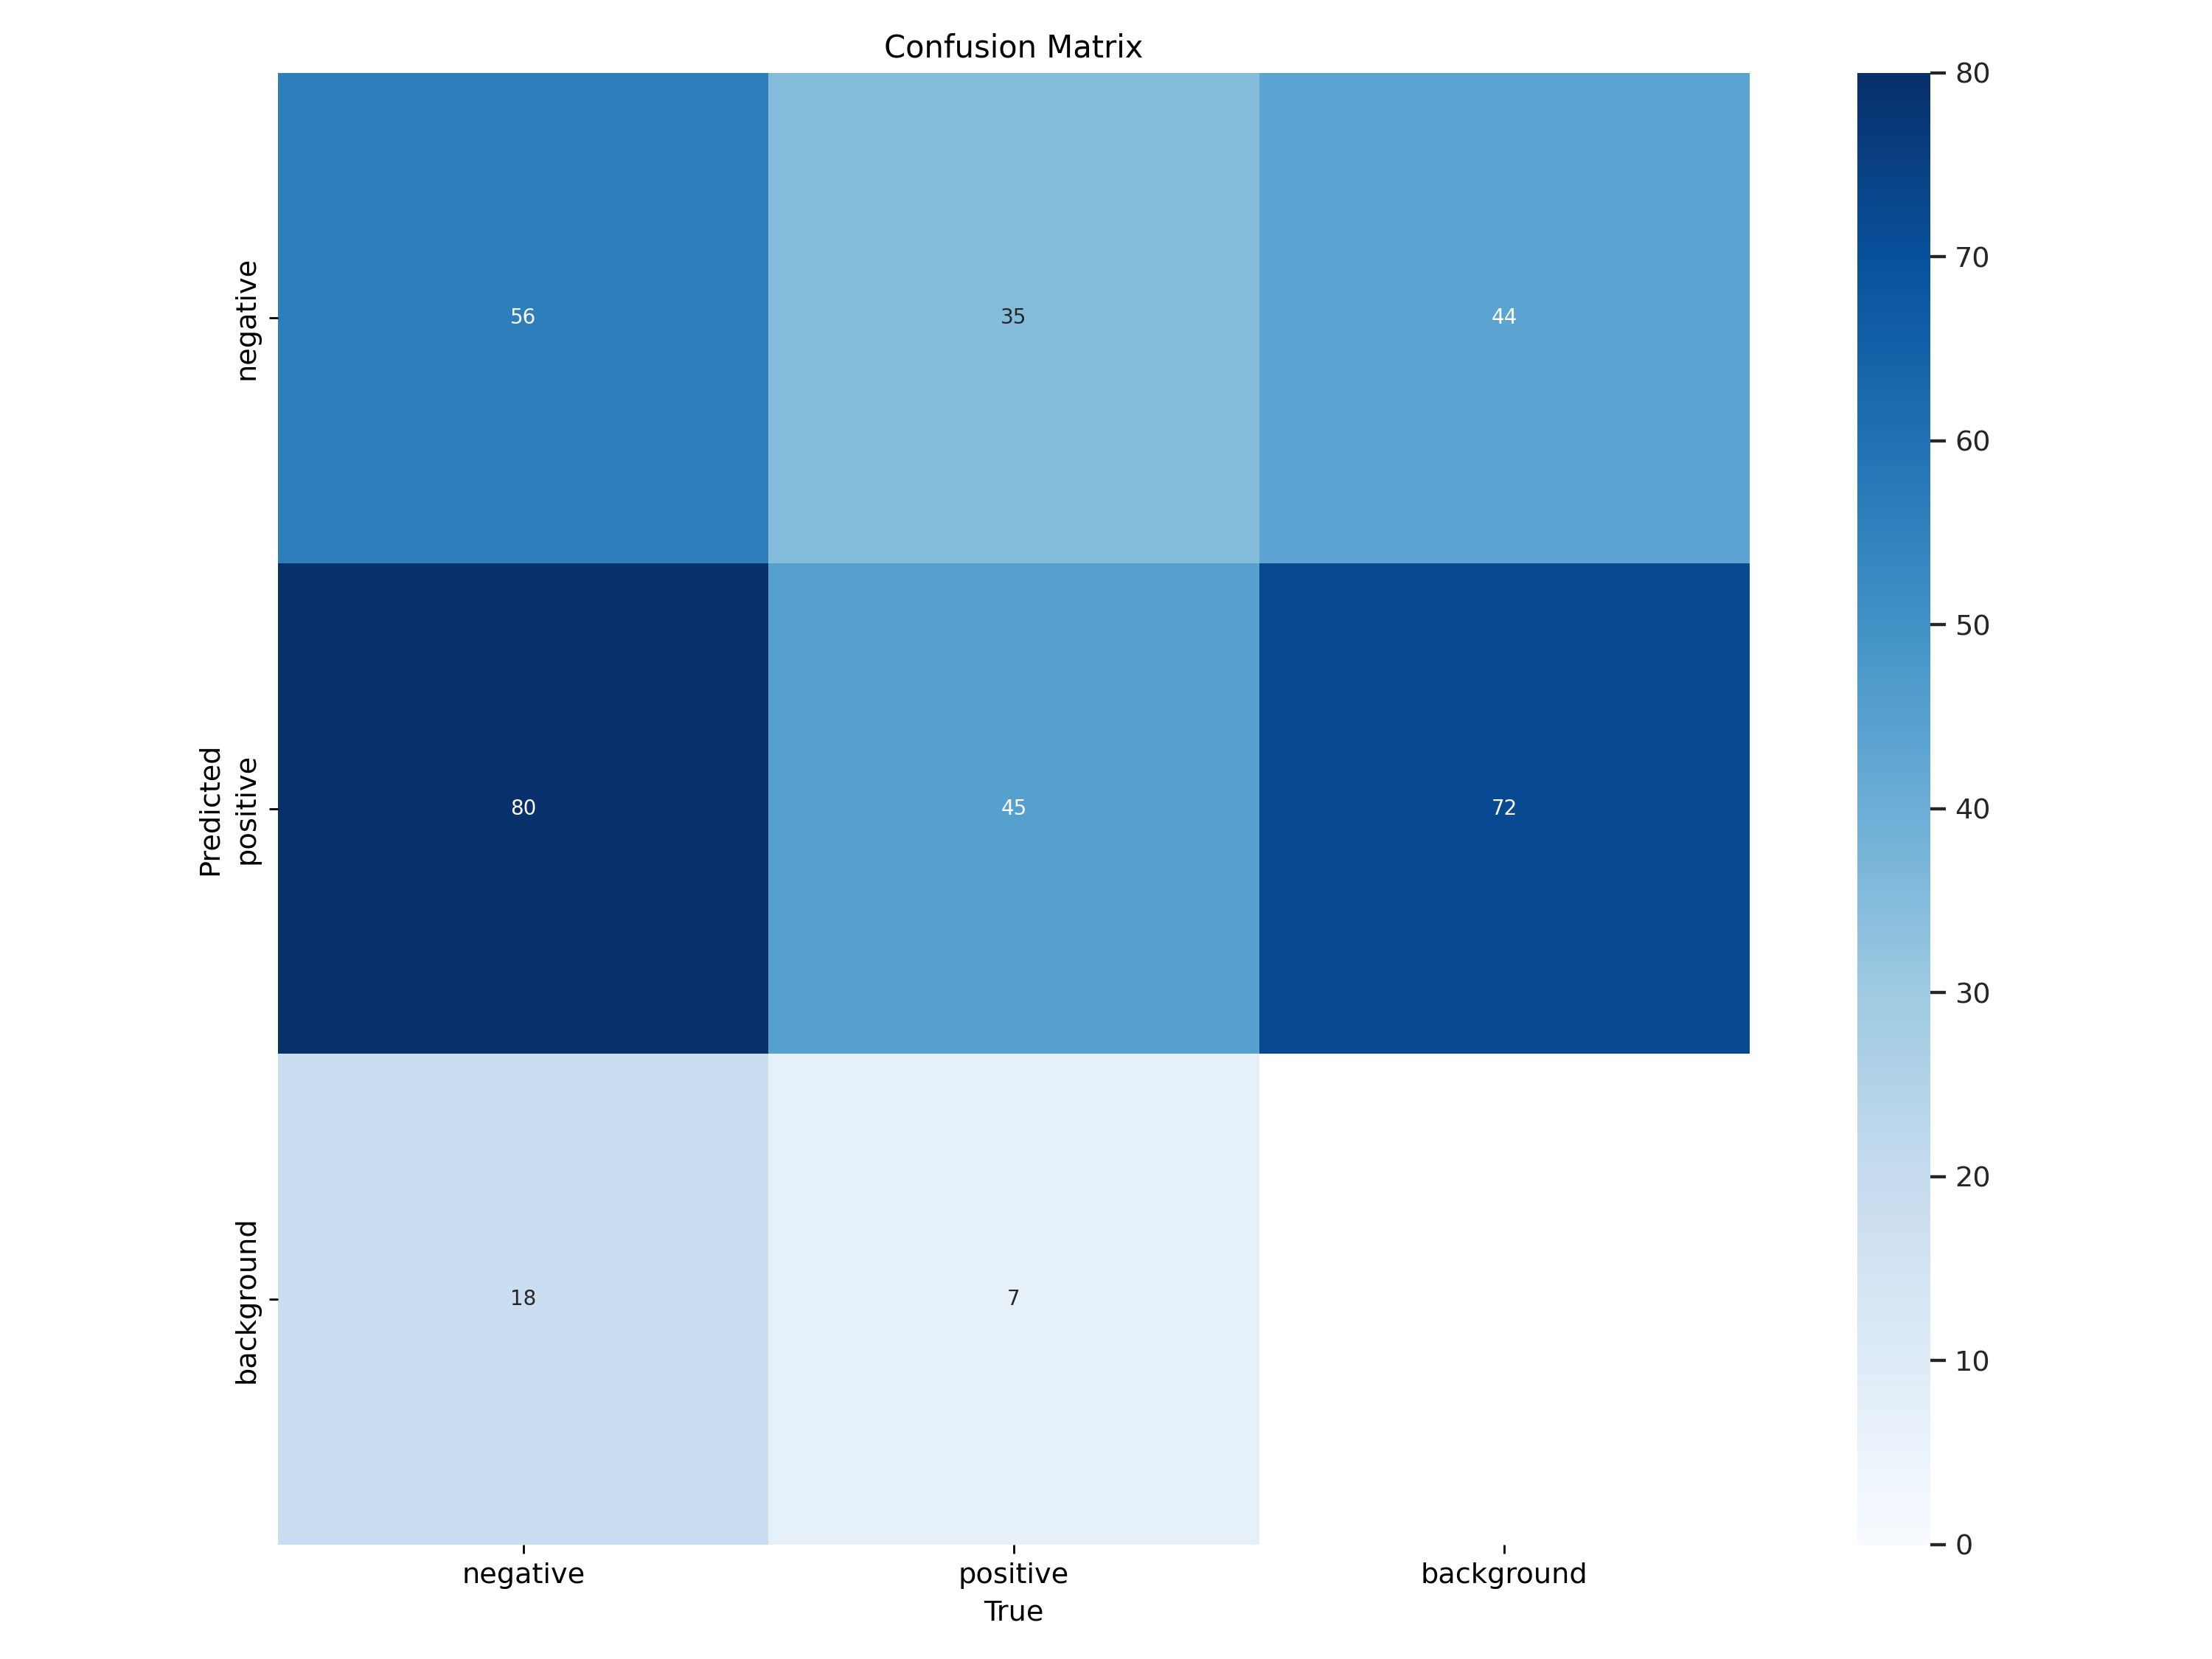 Confusion Matrix
80
70
60
50
40
30
20
10
0
Predicted
negative
56 35 44
positive
80 45 72
background
18 7
negative positive background
True